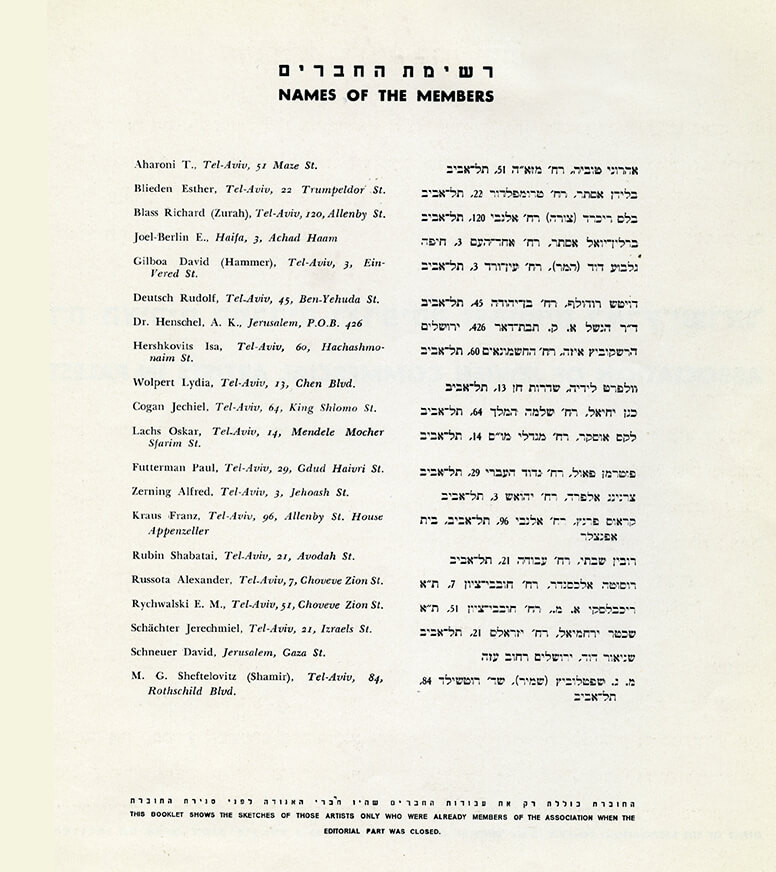 רשימת החברים
NAMES OF THE MEMBERS
Aharoni T., Tel-Aviv, 51 Maze St.
Blieden Esther, Tel-Aviv, 22 Trumpeldor St.
Blass Richard (Zurah), Tel-Aviv, 120, Allenby St.
Joel-Berlin E., Haifa, 3, Achad Haam
Gilboa David (Hammer), Tel-Aviv, 3, Ein-
Vered St.
Deutsch Rudolf, Tel-Aviv, 45, Ben-Yehuda St.
Dr. Henschel, A. K., Jerusalem, P.O.B. 426
Hershkovits Isa, Tel-Aviv, 60, Hachashmo-
naim St.
Wolpert Lydia, Tel-Aviv, 13, Chen Blvd.
Cogan Jechiel, Tel-Aviv, 64, King Shlomo St.
Lachs Oskar, Tel-Aviv, 14, Mendele Mocher
Sfarim St.
Futterman Paul, Tel-Aviv, 29, Gdud Haivri St.
Zerning Alfred, Tel-Aviv, 3, Jehoash St.
Kraus Franz, Tel-Aviv, 96, Allenby St. House
Appenzeller
Rubin Shabatai, Tel-Aviv, 21, Avodah St.
Russota Alexander, Tel-Aviv, 7, Choveve Zion St.
Rychwalski E. M., Tel-Aviv, 51, Choveve Zion St.
Schächter Jerechmiel, Tel-Aviv, 21, Izraels St.
Schneuer David, Jerusalem, Gaza St.
M. G. Sheftelovitz (Shamir), Tel-Aviv, 84,
Rothschild Blvd.
אהרוני טוביה, רח׳ מזא״ה 51, תל־אביב
בלידן אסתר, רח׳ טרומפלדור 22, תל־אביב
בלס ריכרד (צורה) רח׳ אלנבי 120, תל־אביב
ברלין־יואל אסתר, רח׳ אחד־העם 3, חיפה
גלבוע דוד (המר), רח׳ עין־ורד 3, תל־אביב
דויטש רודולף, רח׳ בן־יהודה 45, תל־אביב
ד״ר הנשל א. ק. תבת־דאר 426, ירושלים
הרשקוביץ איזה, רח׳ החשמונאים 60, תל־אביב
וולפרט לידיה, שדרות חן 13, תל־אביב
כגן יחיאל, רח׳ שלמה המלך 64, תל־אביב
לקס אוסקר, רח׳ מנדלי מו״ס 14, תל־אביב
פוטרמן פאול, רח׳ גדוד העברי 29, תל־אביב
צרנינג אלפרד, רח׳ יהואש 3, תל־אביב
קראוס פרנץ, רח׳ אלנבי 96, תל־אביב, בית
אפנצלר
רובין שבתי, רח׳ עבודה 21, תל־אביב
רוסוטה אלכסנדר, רח׳ חובבי־ציון 7, ת״א
ריכבלסקי א. מ., רח׳ חובבי־ציון 51, ת״א
שכטר ירחמיאל, רח׳ יזראלס 21, תל־אביב
שניאור דוד, ירושלים רחוב עזה
מ. ג. שפטלוביץ (שמיר), שד׳ רוטשילד 84,
תל־אביב
החוברת כוללת רק את עבודות החברים שהיו חברי האגודה לפני סגירת החוברת
THIS BOOKLET SHOWS THE SKETCHES OF THOSE ARTISTS ONLY WHO WERE ALREADY MEMBERS OF THE ASSOCIATION WHEN THE
EDITORIAL PART WAS CLOSED.